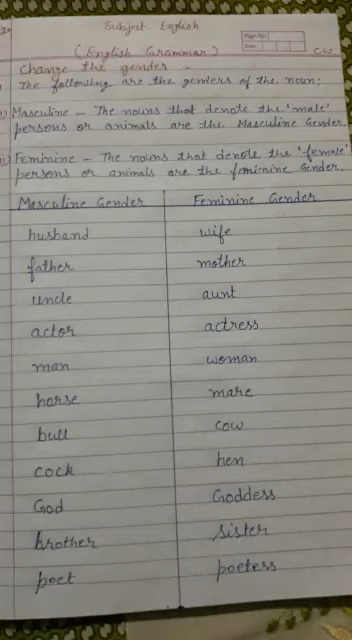 Subject English
Page No.
Date
(English Grammar)
C.W.
Change the gender :-
The following are the genders of the noun:
i) Masculine - The nouns that denote the 'male'
persons or animals are the Masculine Gender.
ii) Feminine - The nouns that denote the 'female'
persons or animals are the feminine Gender.
Masculine Gender Feminine Gender
husband wife
father mother
uncle aunt
actor actress
man woman
horse mare
bull cow
cock hen
God Goddess
brother sister
poet poetess